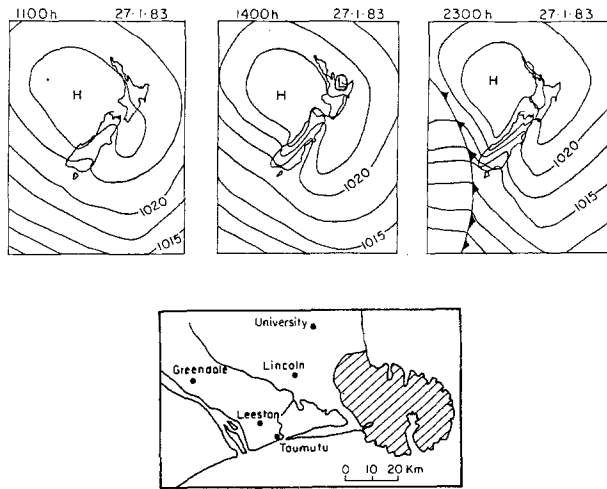 1100h 27·1·83
H
1020
1015
1400h 27·1·83
H
L
1020
1015
2300h 27·1·83
H
1020
1015
University
Greendale
Lincoln
Leeston
Taumutu
0 10 20 Km